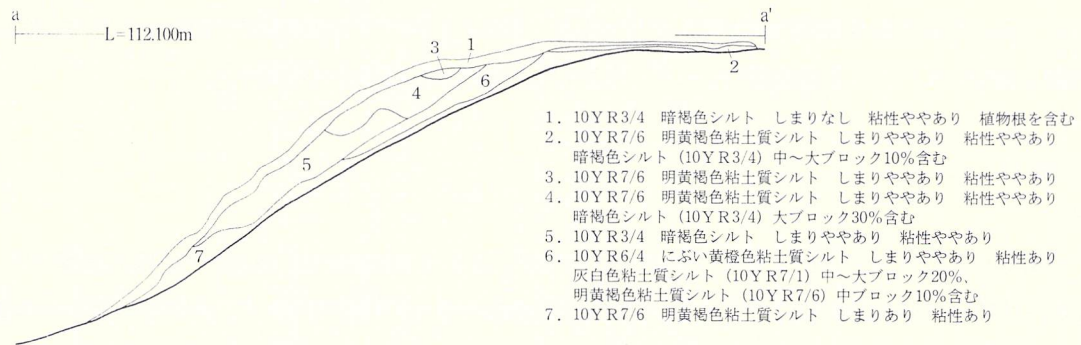 a
a'
L=112.100m
3
1
6
4
2
5
7
1．10YR3/4　暗褐色シルト　しまりなし　粘性ややあり　植物根を含む
2．10YR7/6　明黄褐色粘土質シルト　しまりややあり　粘性ややあり
暗褐色シルト（10YR3/4）中～大ブロック10%含む
3．10YR7/6　明黄褐色粘土質シルト　しまりややあり　粘性ややあり
4．10YR7/6　明黄褐色粘土質シルト　しまりややあり　粘性ややあり
暗褐色シルト（10YR3/4）大ブロック30%含む
5．10YR3/4　暗褐色シルト　しまりややあり　粘性ややあり
6．10YR6/4　にぶい黄橙色粘土質シルト　しまりややあり　粘性あり
灰白色粘土質シルト（10YR7/1）中～大ブロック20%、
明黄褐色粘土質シルト（10YR7/6）中ブロック10%含む
7．10YR7/6　明黄褐色粘土質シルト　しまりあり　粘性あり